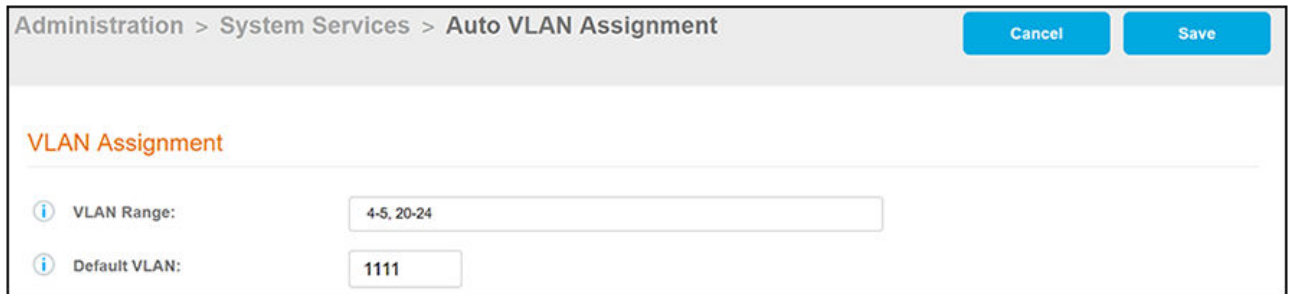 Administration > System Services > Auto VLAN Assignment
Cancel
Save
VLAN Assignment
VLAN Range:
4-5, 20-24
Default VLAN:
1111